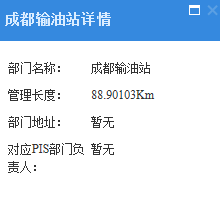 成都输油站详情
部门名称： 成都输油站
管理长度： 88.90103Km
部门地址： 暂无
对应PIS部门负 暂无
责人：